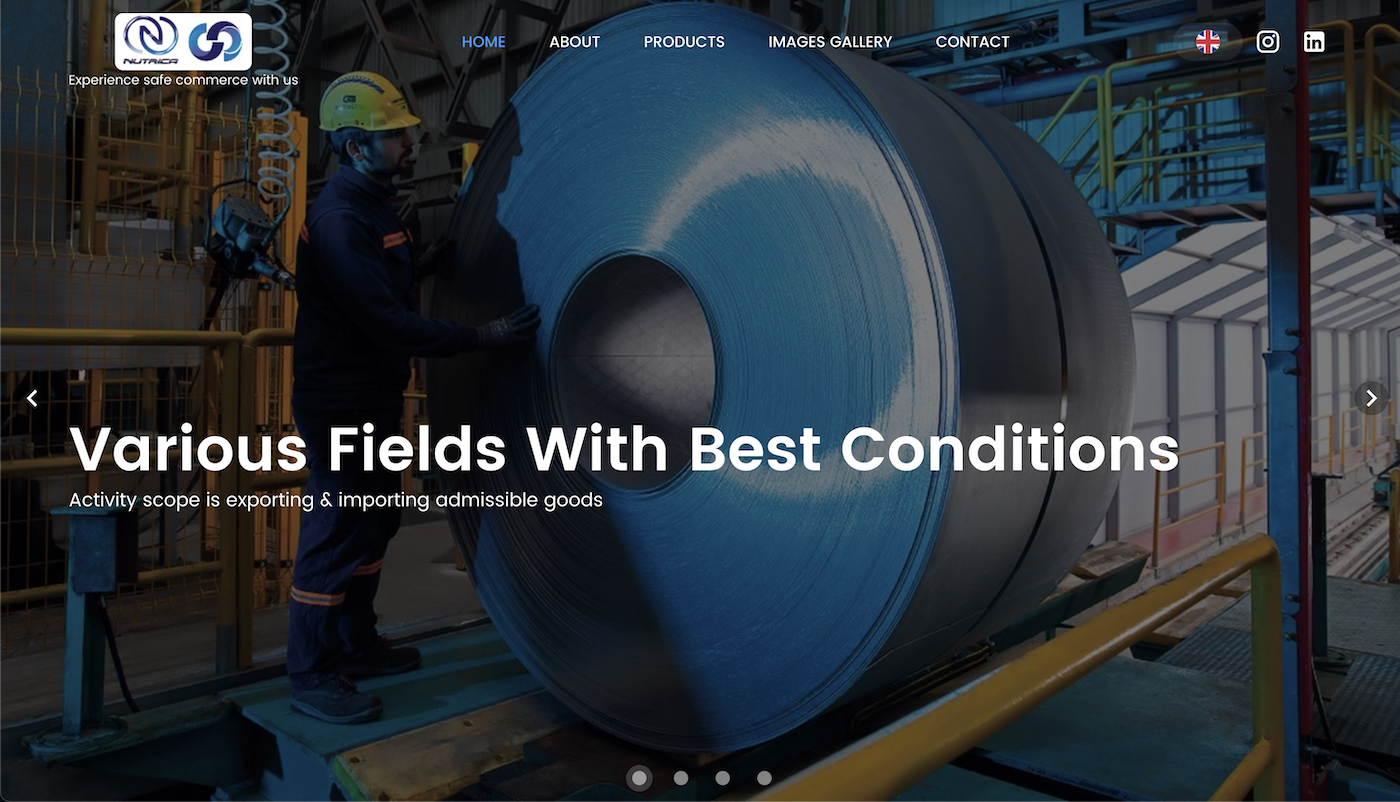 NUTRICA
Experience safe commerce with us
HOME
ABOUT
PRODUCTS
IMAGES GALLERY
CONTACT
Various Fields With Best Conditions
Activity scope is exporting & importing admissible goods